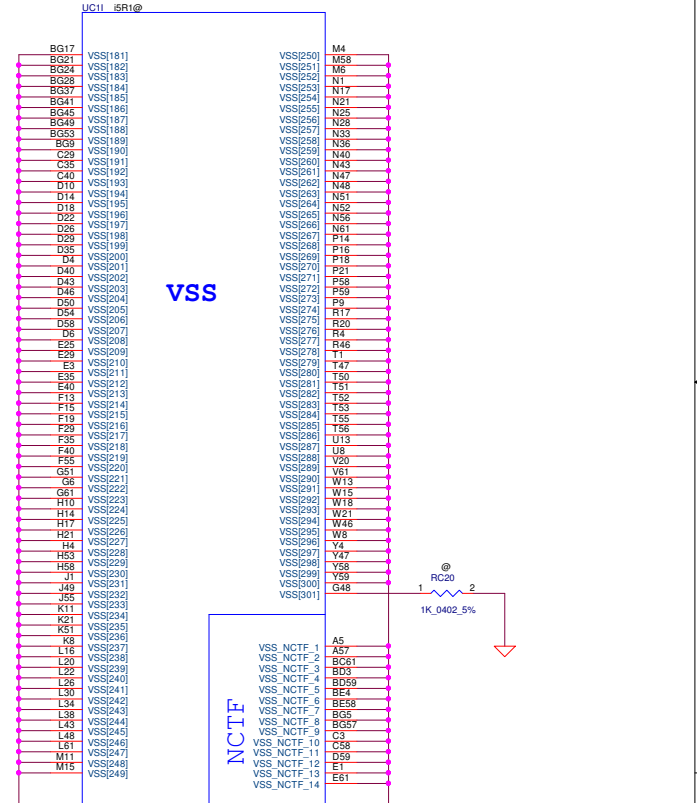 UC1I i5R1@
BG17 VSS[181]
BG21 VSS[182]
BG24 VSS[183]
BG28 VSS[184]
BG37 VSS[185]
BG41 VSS[186]
BG45 VSS[187]
BG49 VSS[188]
BG53 VSS[189]
BG9 VSS[190]
C29 VSS[191]
C35 VSS[192]
C40 VSS[193]
D10 VSS[194]
D14 VSS[195]
D18 VSS[196]
D22 VSS[197]
D26 VSS[198]
D29 VSS[199]
D35 VSS[200]
D4 VSS[201]
D40 VSS[202]
D43 VSS[203]
D46 VSS[204]
D50 VSS[205]
D54 VSS[206]
D58 VSS[207]
D6 VSS[208]
E25 VSS[209]
E29 VSS[210]
E3 VSS[211]
E35 VSS[212]
E40 VSS[213]
F13 VSS[214]
F15 VSS[215]
F19 VSS[216]
F29 VSS[217]
F35 VSS[218]
F40 VSS[219]
F55 VSS[220]
G51 VSS[221]
G6 VSS[222]
G61 VSS[223]
H10 VSS[224]
H14 VSS[225]
H17 VSS[226]
H21 VSS[227]
H4 VSS[228]
H53 VSS[229]
H58 VSS[230]
J1 VSS[231]
J49 VSS[232]
J55 VSS[233]
K11 VSS[234]
K21 VSS[235]
K51 VSS[236]
K8 VSS[237]
L16 VSS[238]
L20 VSS[239]
L22 VSS[240]
L26 VSS[241]
L30 VSS[242]
L34 VSS[243]
L38 VSS[244]
L43 VSS[245]
L48 VSS[246]
L61 VSS[247]
M11 VSS[248]
M15 VSS[249]
VSS
VSS[250] M4
VSS[251] M58
VSS[252] M6
VSS[253] N1
VSS[254] N17
VSS[255] N21
VSS[256] N25
VSS[257] N28
VSS[258] N33
VSS[259] N36
VSS[260] N40
VSS[261] N43
VSS[262] N47
VSS[263] N48
VSS[264] N51
VSS[265] N52
VSS[266] N56
VSS[267] N61
VSS[268] P14
VSS[269] P16
VSS[270] P18
VSS[271] P21
VSS[272] P58
VSS[273] P59
VSS[274] P9
VSS[275] R17
VSS[276] R20
VSS[277] R4
VSS[278] R46
VSS[279] T1
VSS[280] T47
VSS[281] T50
VSS[282] T51
VSS[283] T52
VSS[284] T53
VSS[285] T55
VSS[286] T56
VSS[287] U13
VSS[288] U8
VSS[289] V20
VSS[290] V61
VSS[291] W13
VSS[292] W15
VSS[293] W18
VSS[294] W21
VSS[295] W46
VSS[296] W8
VSS[297] Y4
VSS[298] Y47
VSS[299] Y58
VSS[300] Y59
VSS[301] G48
@
RC20
1 2
1K_0402_5%
NCTF
VSS_NCTF_1 A5
VSS_NCTF_2 A57
VSS_NCTF_3 BC61
VSS_NCTF_4 BD3
VSS_NCTF_5 BD59
VSS_NCTF_6 BE4
VSS_NCTF_7 BE58
VSS_NCTF_8 BG5
VSS_NCTF_9 BG57
VSS_NCTF_10 C3
VSS_NCTF_11 C58
VSS_NCTF_12 D59
VSS_NCTF_13 E1
VSS_NCTF_14 E61